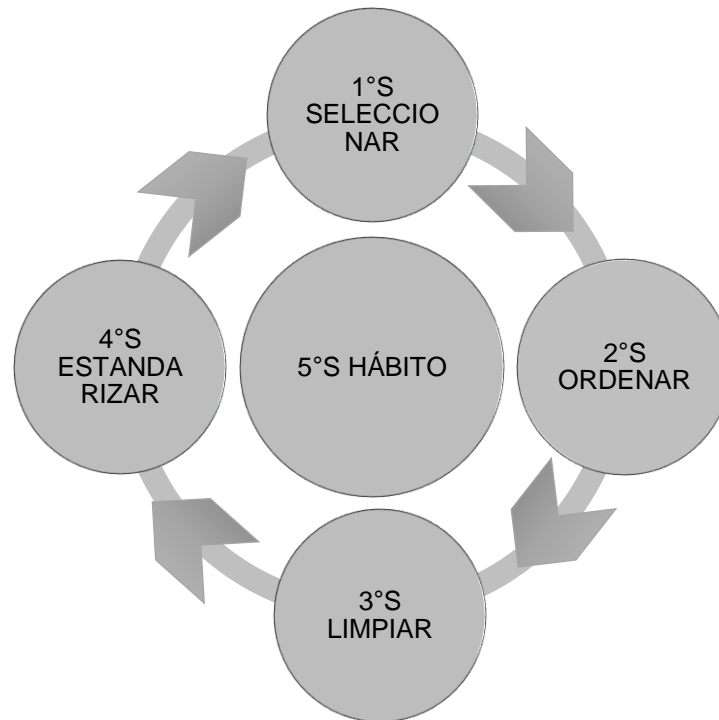 1°S
SELECCIO
NAR
2°S
ORDENAR
3°S
LIMPIAR
4°S
ESTANDA
RIZAR
5°S HÁBITO